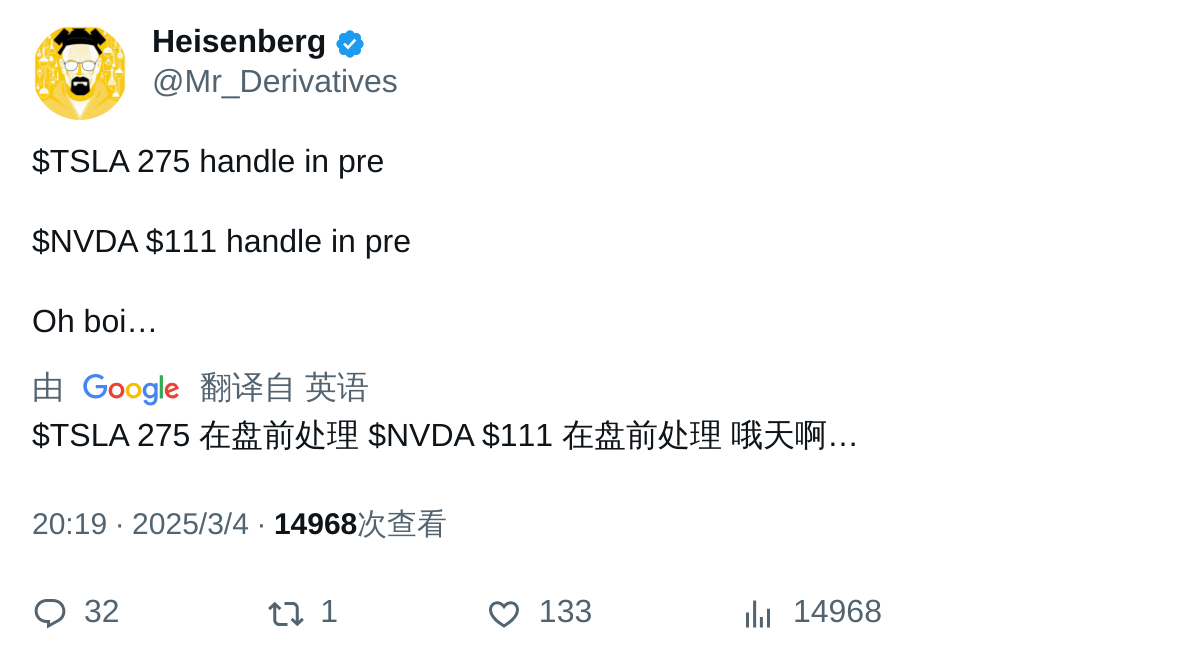 Heisenberg
@Mr_Derivatives
$TSLA 275 handle in pre
$NVDA $111 handle in pre
Oh boi…
由 Google 翻译自 英语
$TSLA 275 在盘前处理 $NVDA $111 在盘前处理 哦天啊…
20:19 · 2025/3/4 · 14968次查看
32 1 133 14968